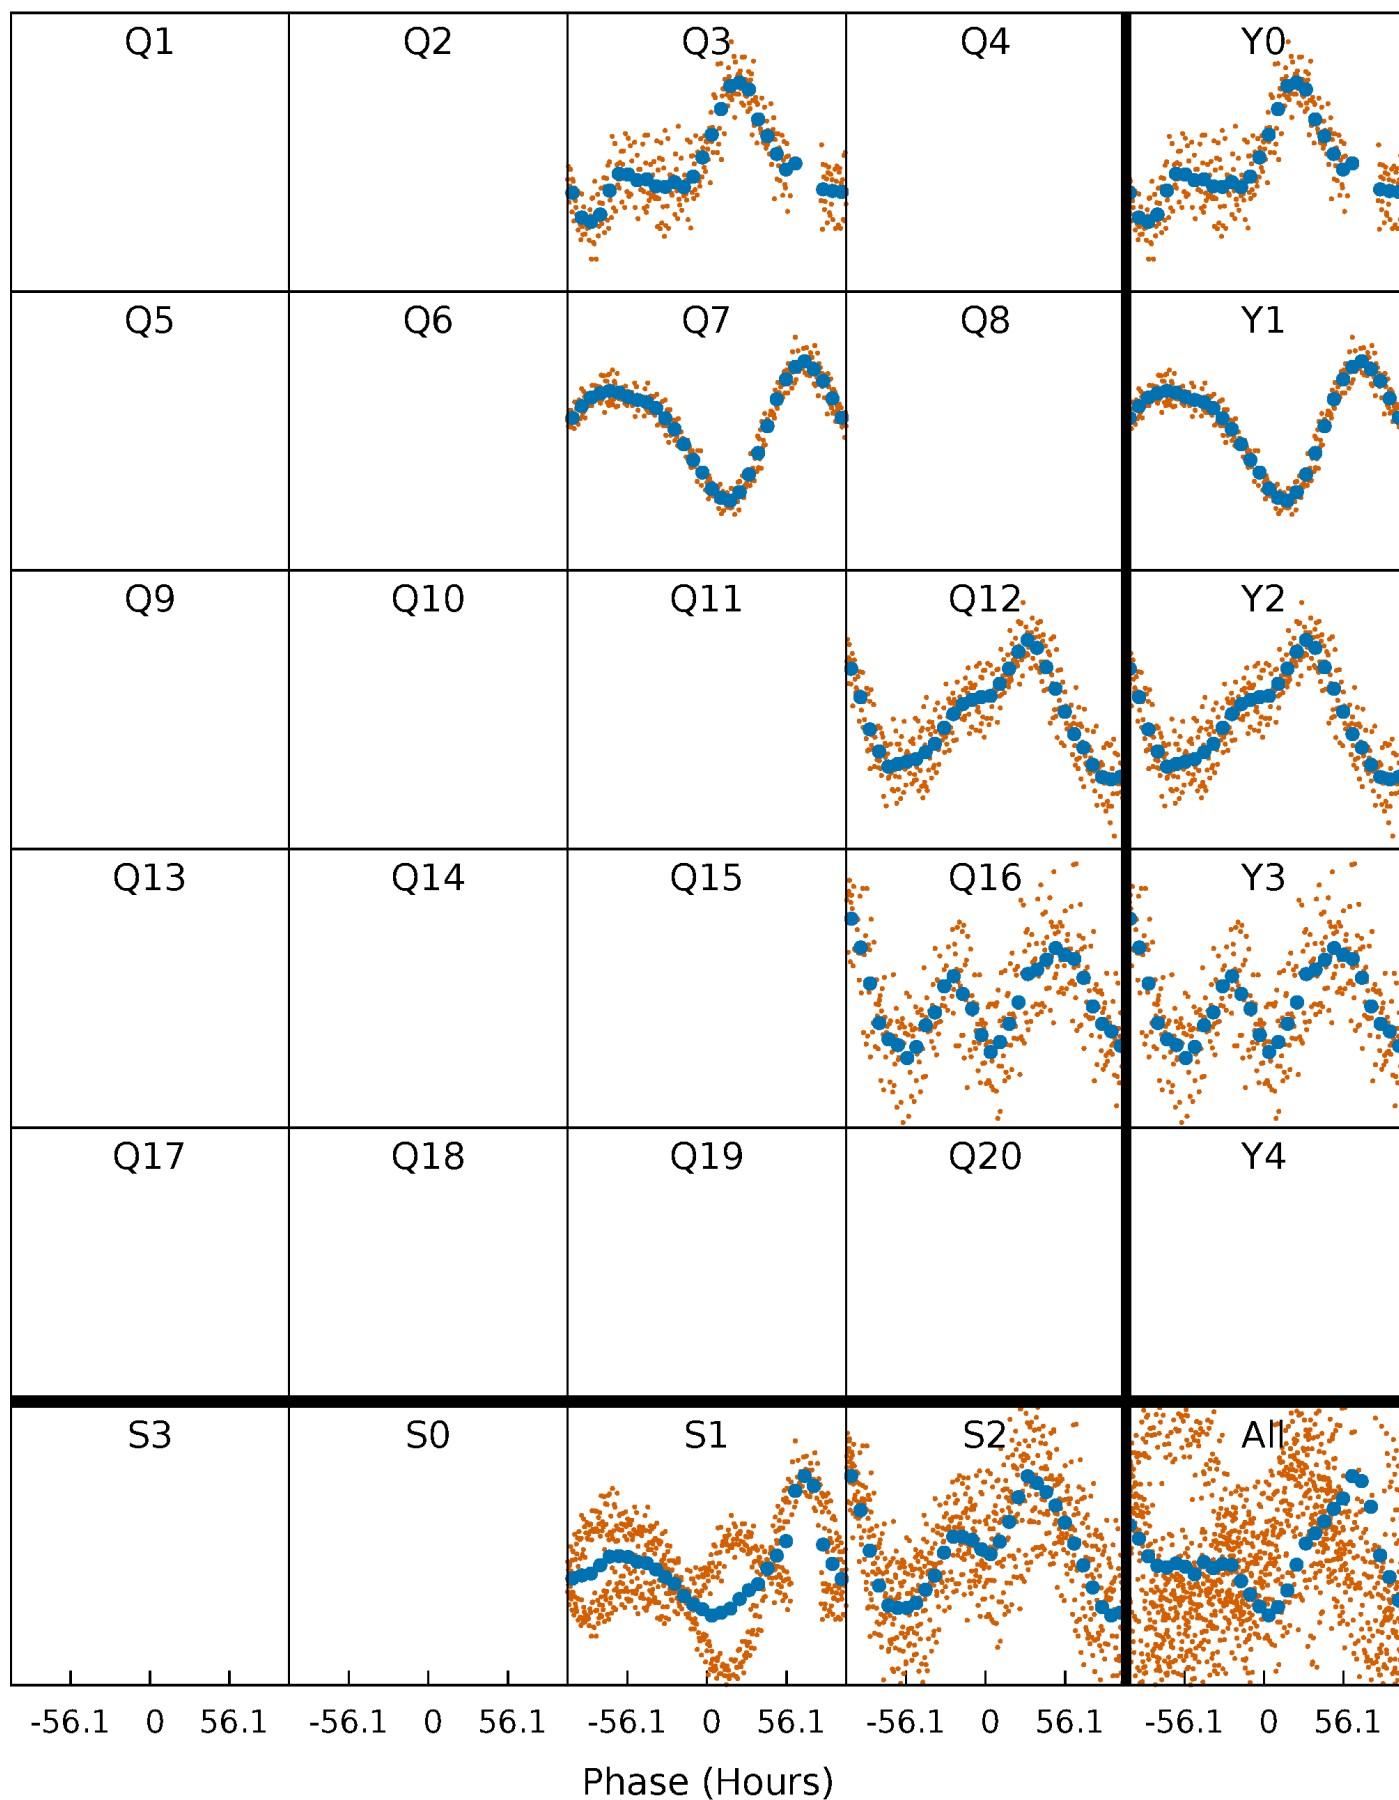 Q1 Q2 Q3 Q4 Y0
Q5 Q6 Q7 Q8 Y1
Q9 Q10 Q11 Q12 Y2
Q13 Q14 Q15 Q16 Y3
Q17 Q18 Q19 Q20 Y4
S3 S0 S1 S2 All
-56.1 0 56.1 -56.1 0 56.1 -56.1 0 56.1 -56.1 0 56.1 -56.1 0 56.1
Phase (Hours)